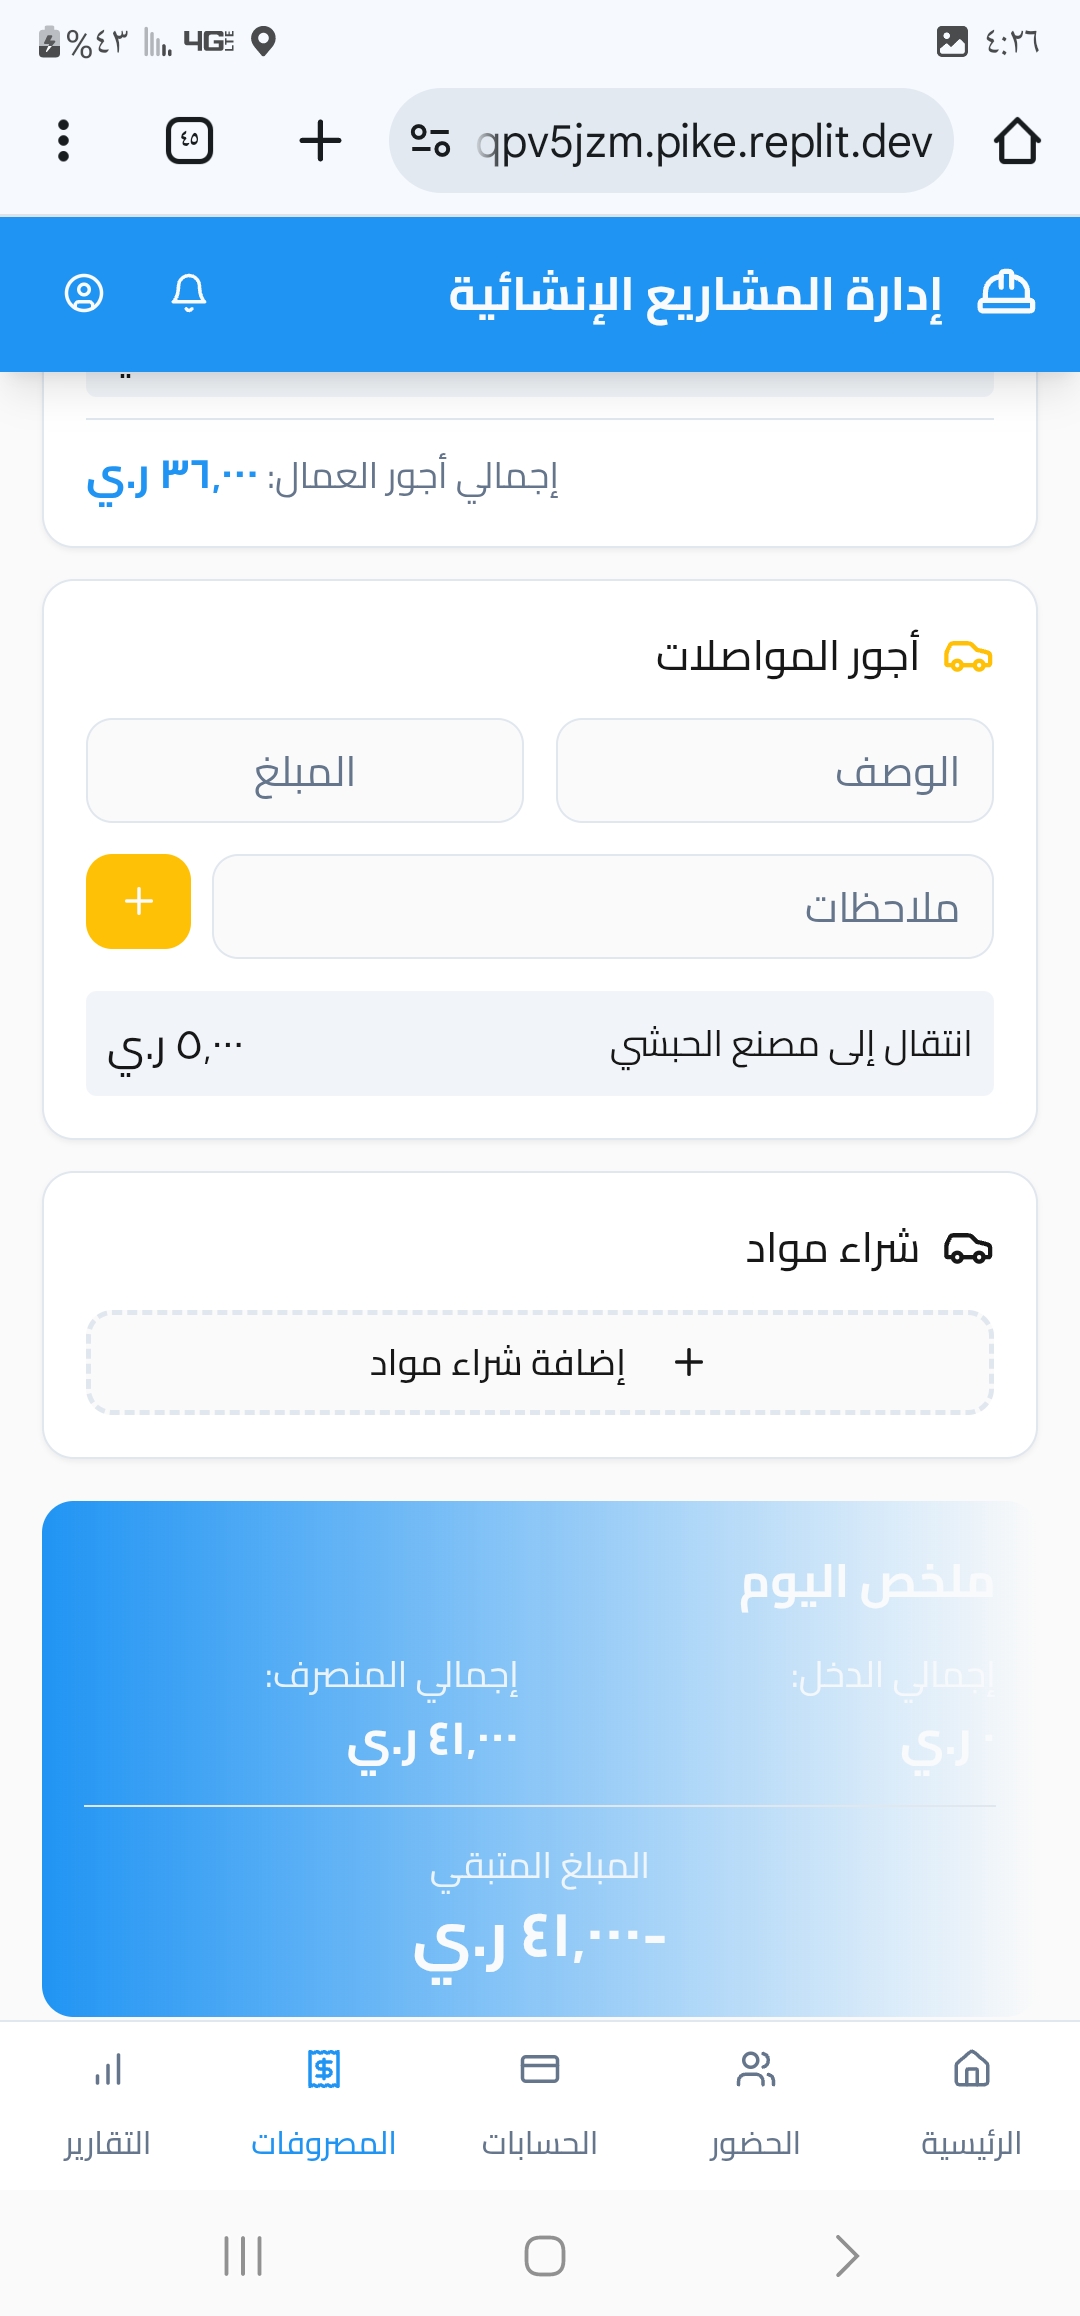 ٤:٢٦
٤٣%
4G LTE
٤٥
qpv5jzm.pike.replit.dev
إدارة المشاريع الإنشائية
إجمالي أجور العمال: ٣٦,٠٠٠ ر.ي
أجور المواصلات
الوصف
المبلغ
ملاحظات
انتقال إلى مصنع الحبشي
٥,٠٠٠ ر.ي
شراء مواد
إضافة شراء مواد
ملخص اليوم
إجمالي الدخل:
٠ ر.ي
إجمالي المنصرف:
٤١,٠٠٠ ر.ي
المبلغ المتبقي
-٤١,٠٠٠ ر.ي
الرئيسية
الحضور
الحسابات
المصروفات
التقارير